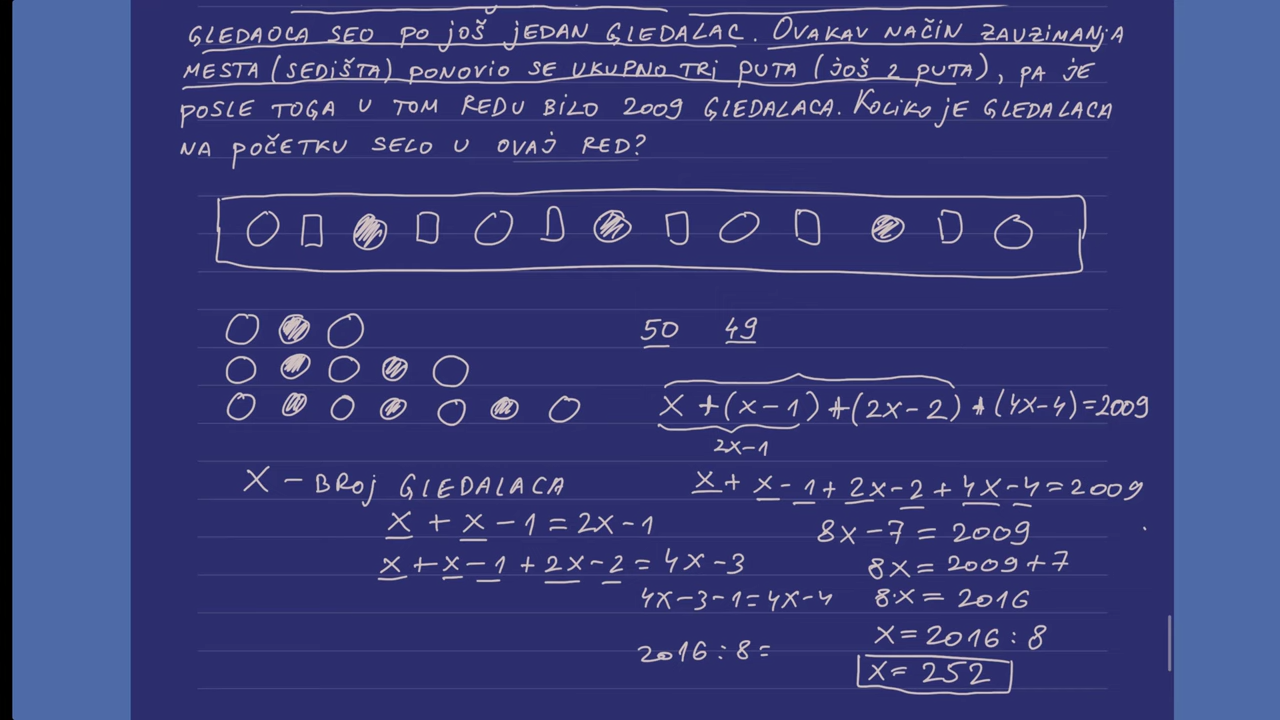 GLEDAOCA SEO PO JOŠ JEDAN GLEDALAC. OVAKAV NAČIN ZAUZIMANJA
MESTA (SEDIŠTA) PONOVIO SE UKUPNO TRI PUTA (JOŠ 2 PUTA), PA JE
POSLE TOGA U TOM REDU BILO 2009 GLEDALACA. KOLIKO JE GLEDALACA
NA POČETKU SELO U OVAJ RED?
50 49
X + (X-1) + (2X-2) + (4X-4) = 2009
2X-1
X - BROJ GLEDALACA
X + X - 1 + 2X - 2 + 4X - 4 = 2009
X + X - 1 = 2X - 1
8X - 7 = 2009
X + X - 1 + 2X - 2 = 4X - 3
8X = 2009 + 7
4X - 3 - 1 = 4X - 4
8·X = 2016
2016 : 8 =
X = 2016 : 8
X = 252